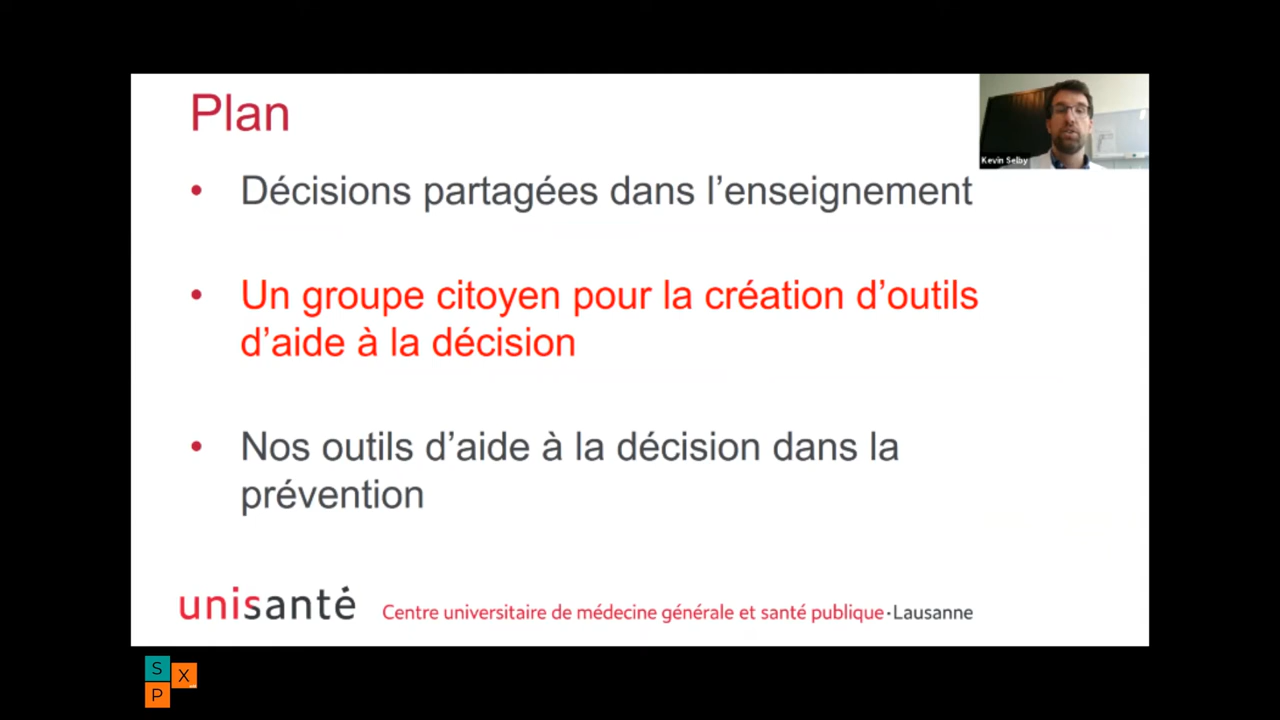 Plan
Kevin Selby
• Décisions partagées dans l’enseignement
• Un groupe citoyen pour la création d’outils
d’aide à la décision
• Nos outils d’aide à la décision dans la
prévention
unisanté Centre universitaire de médecine générale et santé publique · Lausanne
S
X
P